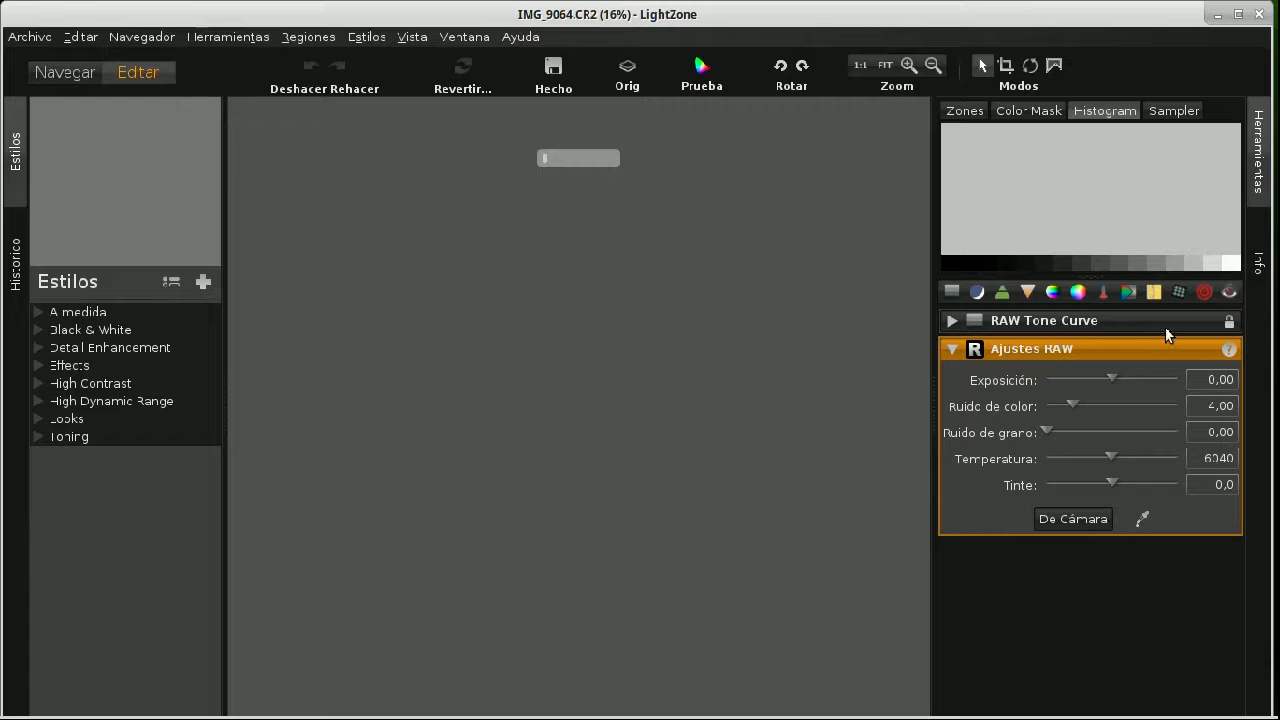 IMG_9064.CR2 (16%) - LightZone
Archivo Editar Navegador Herramientas Regiones Estilos Vista Ventana Ayuda
Navegar Editar
Deshacer Rehacer Revertir... Hecho Orig Prueba Rotar 1:1 FIT Zoom Modos
Zones Color Mask Histogram Sampler
Estilos
Historico
Herramientas
Info
Estilos
A medida
Black & White
Detail Enhancement
Effects
High Contrast
High Dynamic Range
Looks
Toning
RAW Tone Curve
R Ajustes RAW ?
Exposición: 0,00
Ruido de color: 4,00
Ruido de grano: 0,00
Temperatura: 6040
Tinte: 0,0
De Cámara